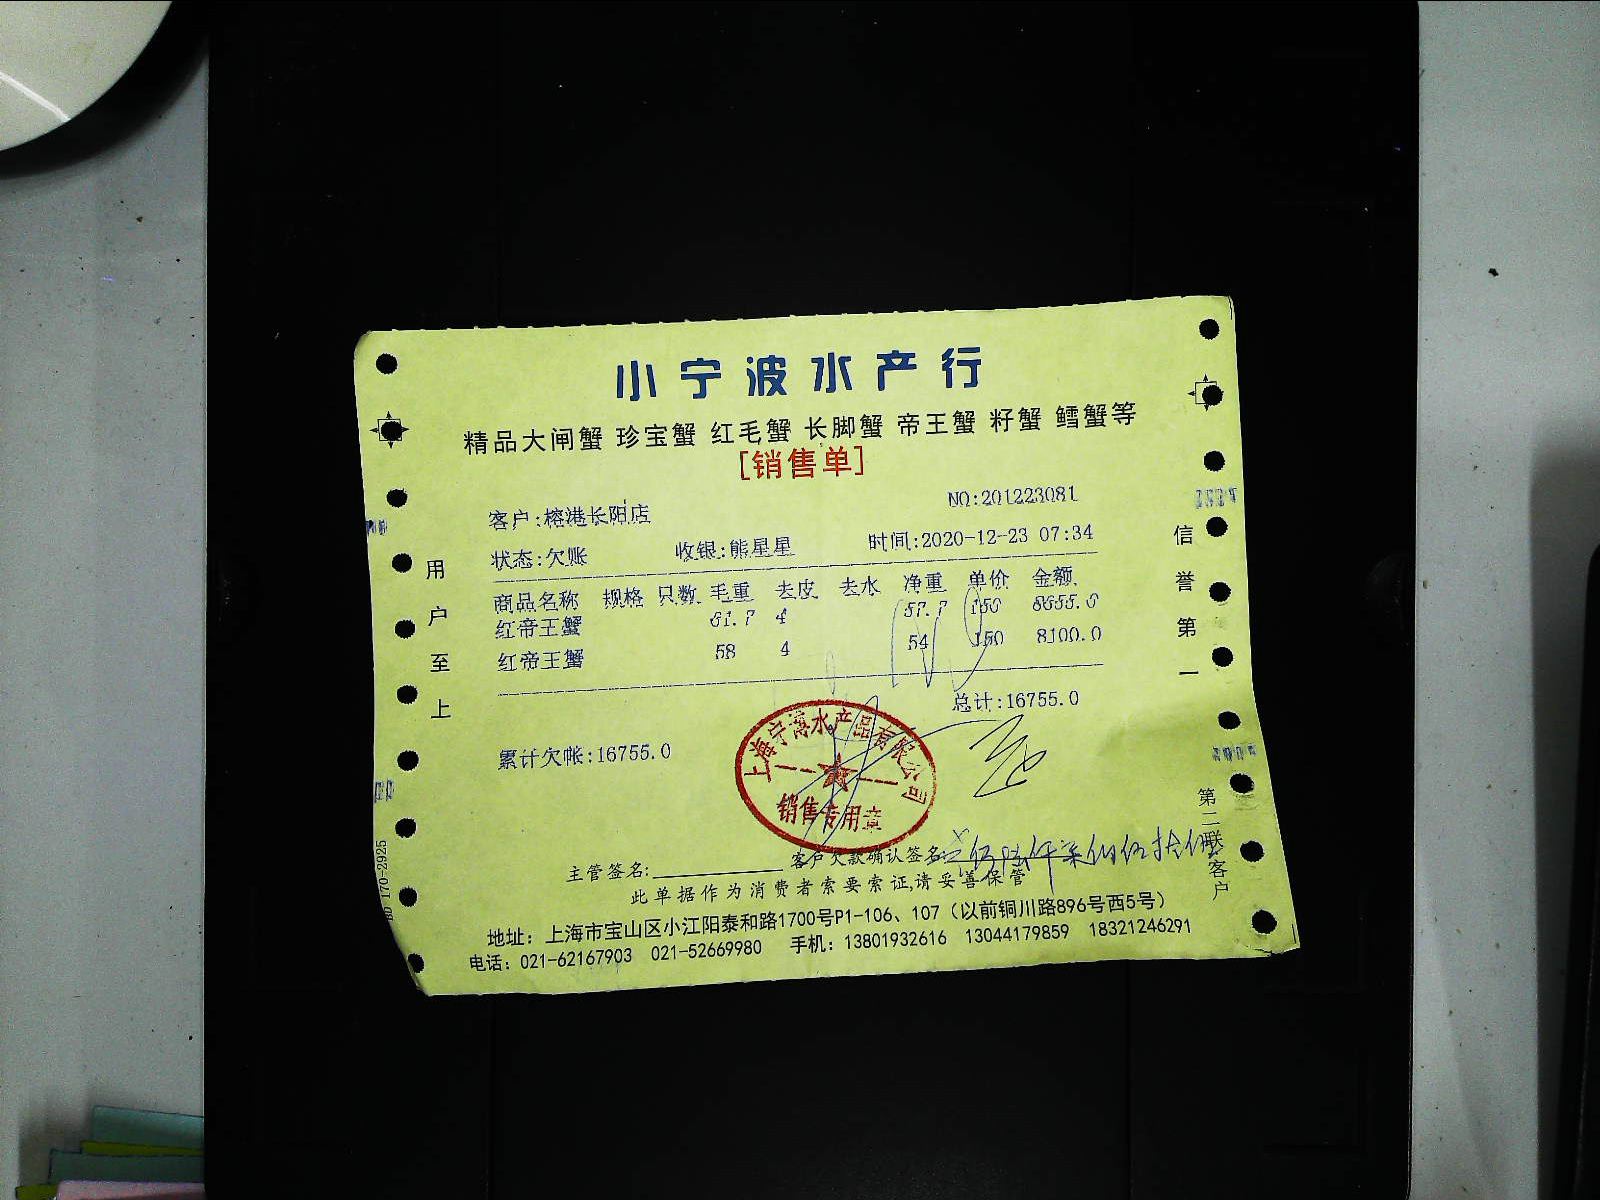 小宁波水产行
精品大闸蟹 珍宝蟹 红毛蟹 长脚蟹 帝王蟹 籽蟹 鳕蟹等
[销售单]
NO:201223081
客户:榕港长阳店
状态:欠账 收银:熊星星 时间:2020-12-23 07:34
商品名称 规格 只数 毛重 去皮 去水 净重 单价 金额
红帝王蟹 61.7 4 57.7 150 8655.0
红帝王蟹 58 4 54 150 8100.0
总计:16755.0
累计欠帐:16755.0
上海宁薄水产品有限公司
销售专用章
主管签名: 客户欠款确认签名:
此单据作为消费者索要索证,请妥善保管
地址：上海市宝山区小江阳泰和路1700号P1-106、107（以前铜川路896号西5号）
电话：021-62167903 021-52669980 手机：13801932616 13044179859 18321246291
用户至上
信誉第一
第二联:客户
BD 170-2925